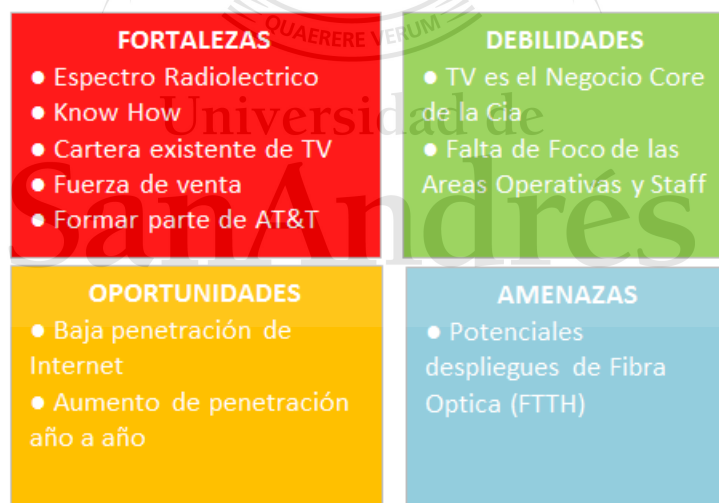 QUAERERE VERUM
Universidad de
SanAndrés
FORTALEZAS
● Espectro Radiolectrico
● Know How
● Cartera existente de TV
● Fuerza de venta
● Formar parte de AT&T
DEBILIDADES
● TV es el Negocio Core
de la Cia
● Falta de Foco de las
Areas Operativas y Staff
OPORTUNIDADES
● Baja penetración de
Internet
● Aumento de penetración
año a año
AMENAZAS
● Potenciales
despliegues de Fibra
Optica (FTTH)